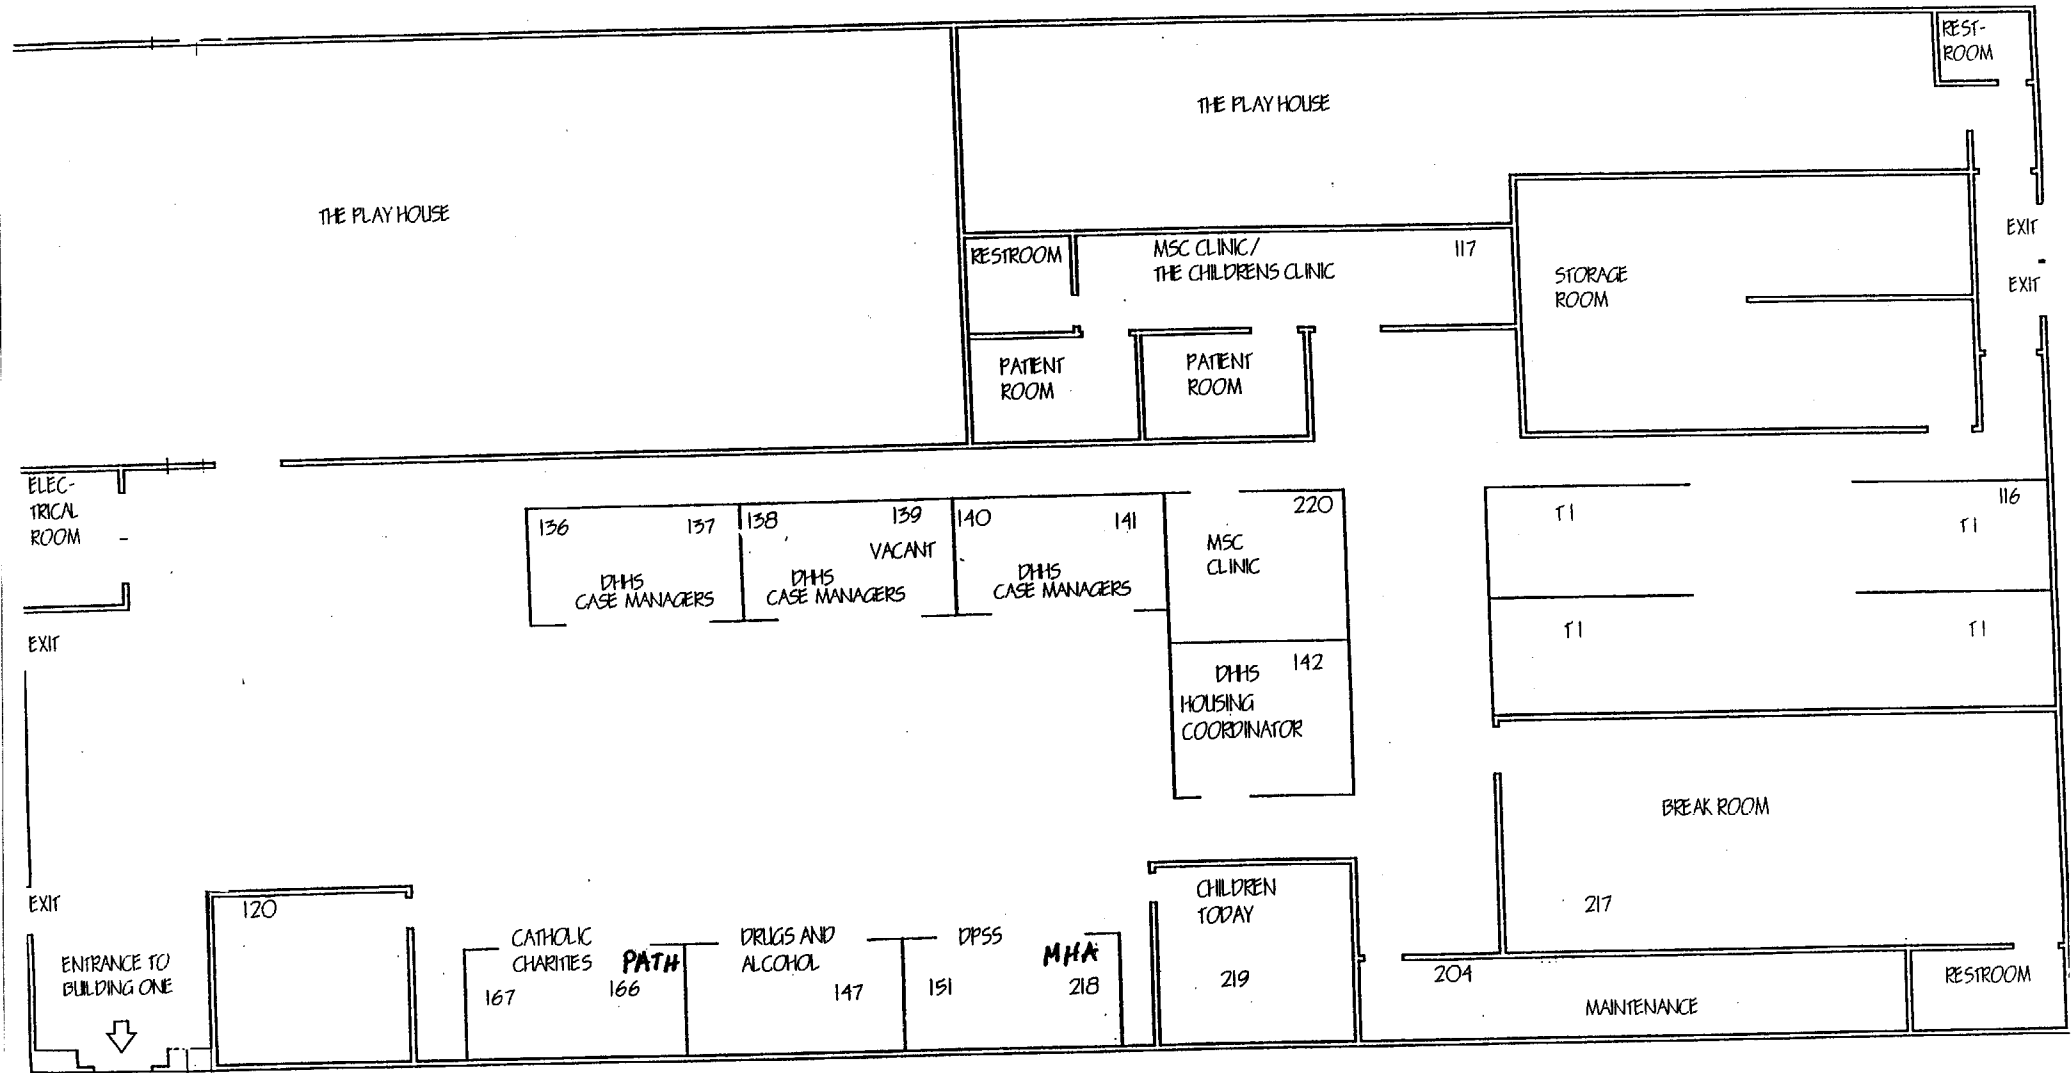 REST-
ROOM
THE PLAY HOUSE
THE PLAY HOUSE
EXIT
EXIT
RESTROOM
MSC CLINIC/
THE CHILDRENS CLINIC
117
STORAGE
ROOM
PATIENT
ROOM
PATIENT
ROOM
ELEC-
TRICAL
ROOM
EXIT
136
137
DHHS
CASE MANAGERS
138
139
VACANT
DHHS
CASE MANAGERS
140
141
DHHS
CASE MANAGERS
220
MSC
CLINIC
142
DHHS
HOUSING
COORDINATOR
T1
116
T1
T1
T1
BREAK ROOM
217
EXIT
ENTRANCE TO
BUILDING ONE
120
CATHOLIC
CHARITIES
PATH
167
166
DRUGS AND
ALCOHOL
147
DPSS
MHA
151
218
CHILDREN
TODAY
219
204
MAINTENANCE
RESTROOM